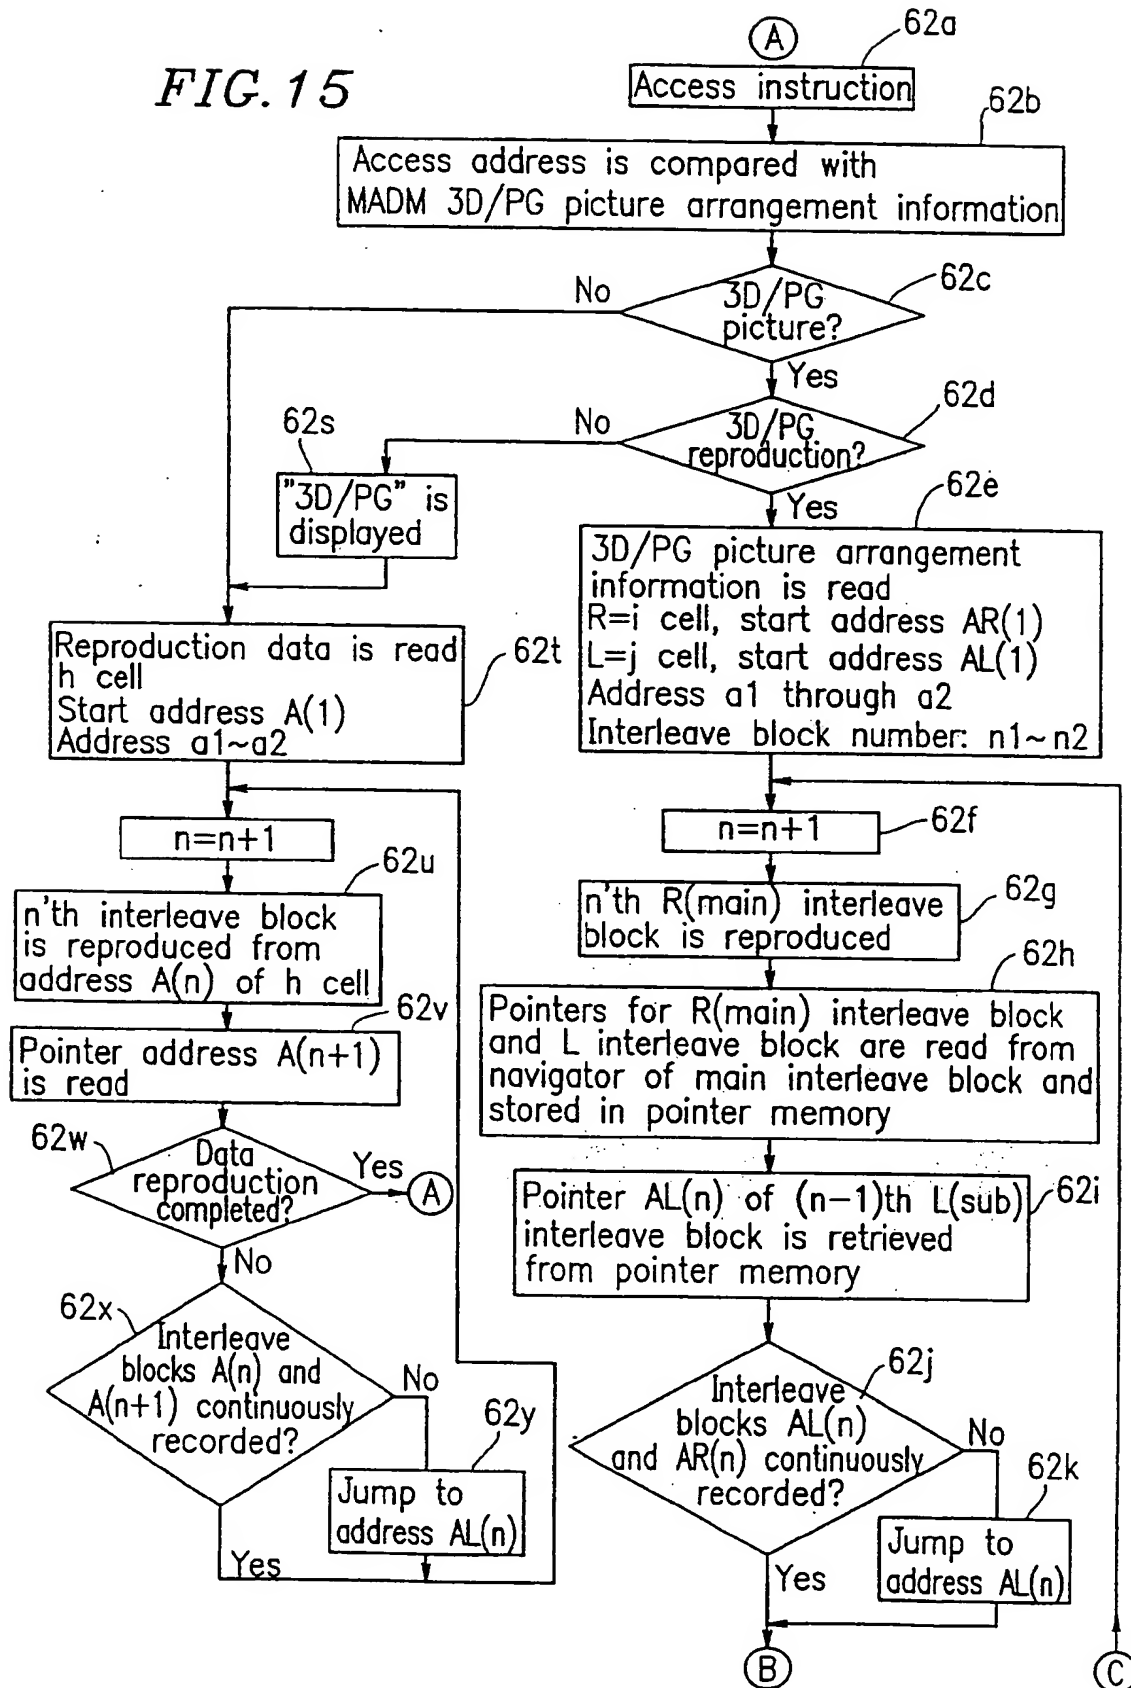 FIG. 15
A
62a
Access instruction
62b
Access address is compared with
MADM 3D/PG picture arrangement information
62c
3D/PG
picture?
No
Yes
62d
3D/PG
reproduction?
No
Yes
62s
"3D/PG" is
displayed
62e
3D/PG picture arrangement
information is read
R=i cell, start address AR(1)
L=j cell, start address AL(1)
Address a1 through a2
Interleave block number: n1~n2
Reproduction data is read
h cell
Start address A(1)
Address a1~a2
62t
n=n+1
62u
n'th interleave block
is reproduced from
address A(n) of h cell
62v
Pointer address A(n+1)
is read
62w
Data
reproduction
completed?
Yes
A
No
62x
Interleave
blocks A(n) and
A(n+1) continuously
recorded?
No
62y
Jump to
address AL(n)
Yes
n=n+1
62f
n'th R(main) interleave
block is reproduced
62g
62h
Pointers for R(main) interleave block
and L interleave block are read from
navigator of main interleave block and
stored in pointer memory
Pointer AL(n) of (n-1)th L(sub)
interleave block is retrieved
from pointer memory
62i
62j
Interleave
blocks AL(n)
and AR(n) continuously
recorded?
No
62k
Jump to
address AL(n)
Yes
B
C